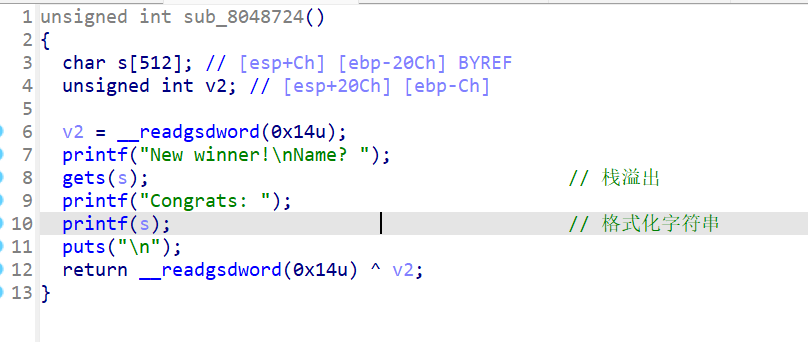 1 unsigned int sub_8048724()
2 {
3   char s[512]; // [esp+Ch] [ebp-20Ch] BYREF
4   unsigned int v2; // [esp+20Ch] [ebp-Ch]
5
6   v2 = __readgsdword(0x14u);
7   printf("New winner!\nName? ");
8   gets(s);                                      // 栈溢出
9   printf("Congrats: ");
10   printf(s);                                    // 格式化字符串
11   puts("\n");
12   return __readgsdword(0x14u) ^ v2;
13 }